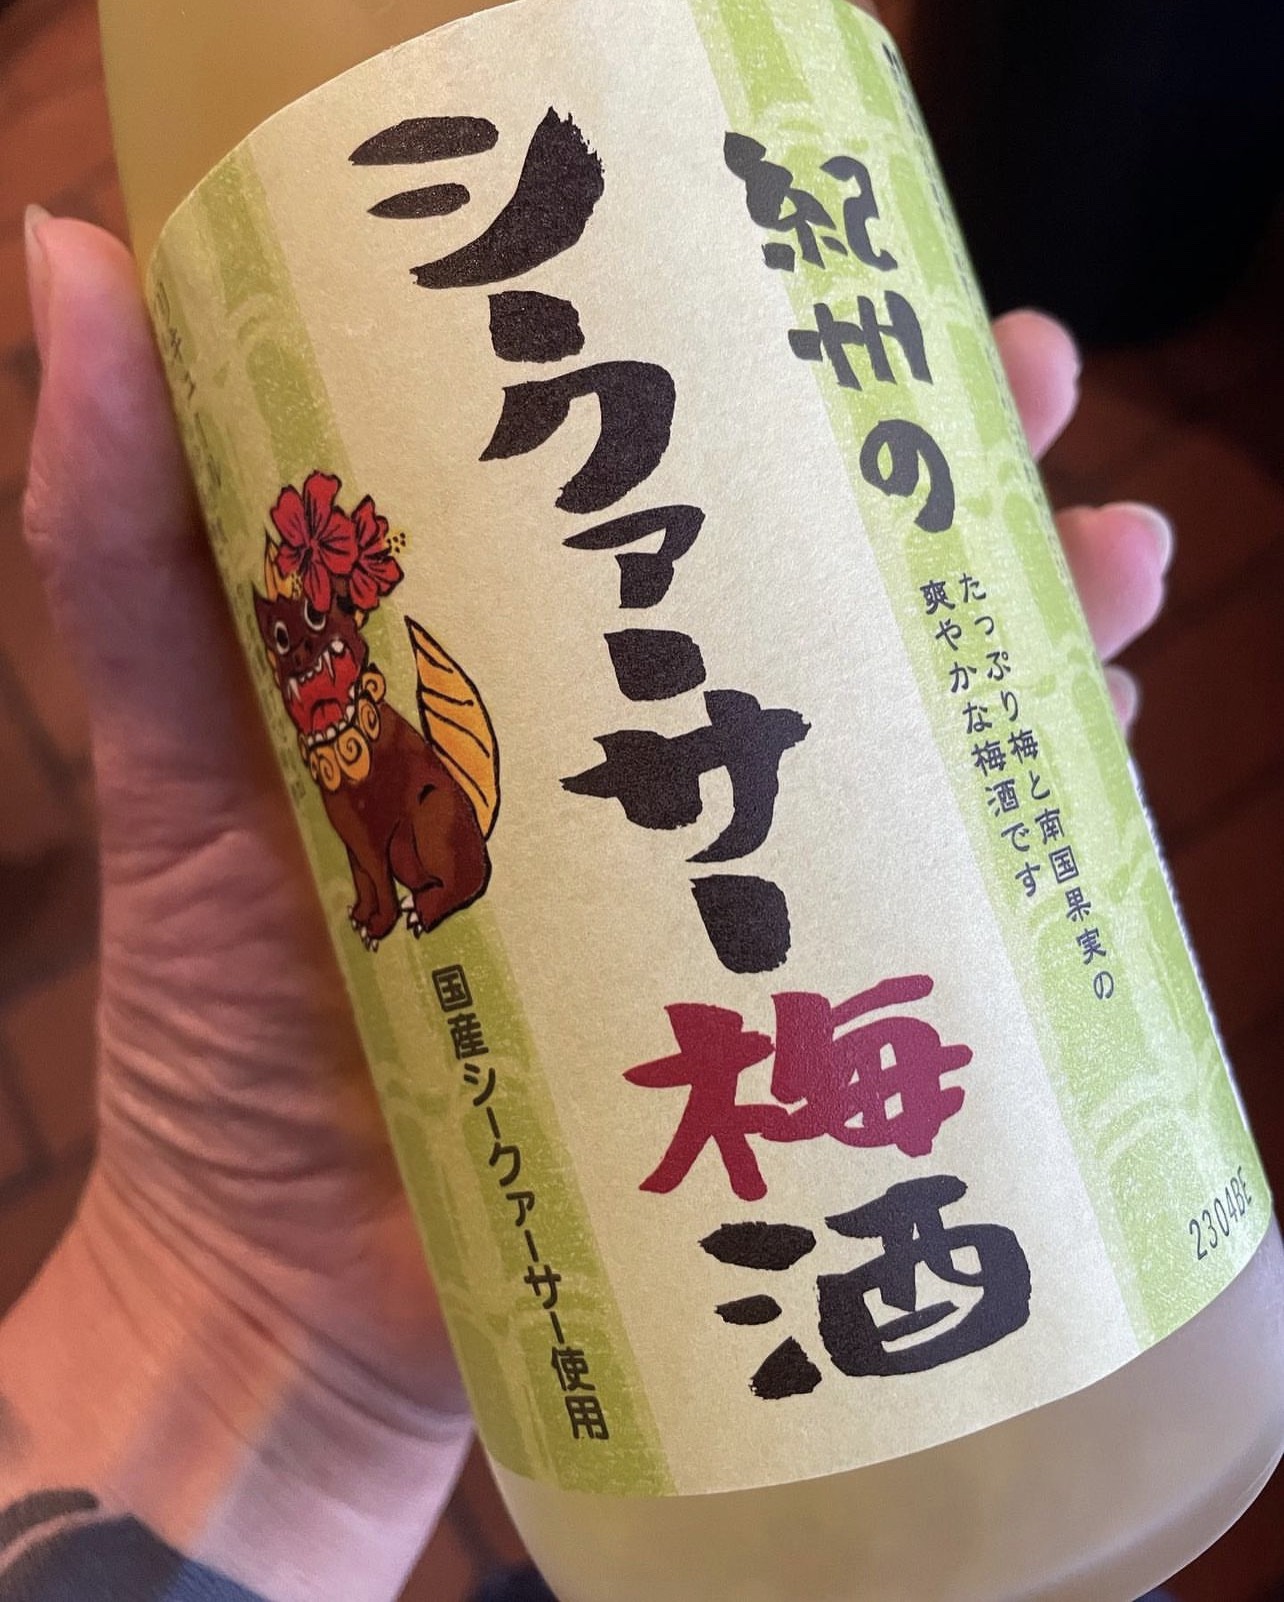 紀州の
たっぷり梅と南国果実の
爽やかな梅酒です
シークァーサー梅酒
国産シークァーサー使用
2304BE